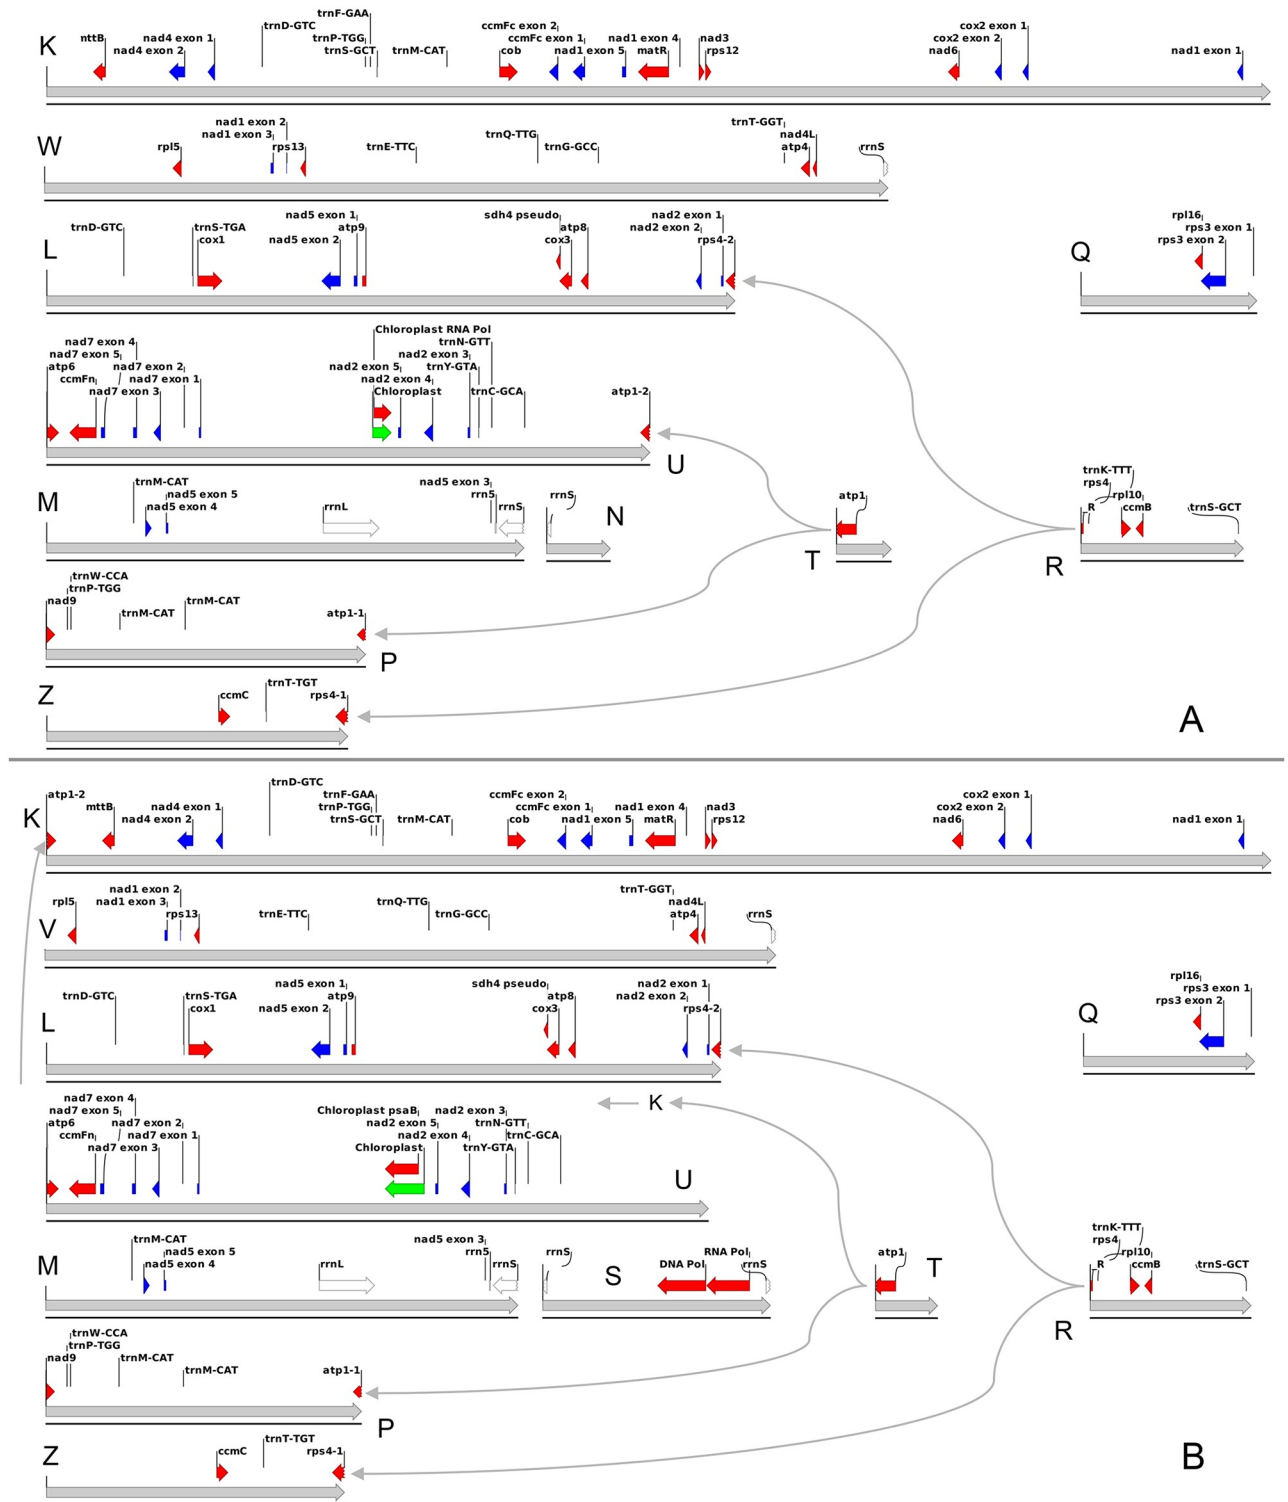 K
mttB
nad4 exon 1
nad4 exon 2
trnD-GTC
trnF-GAA
trnP-TGG
trnS-GCT
trnM-CAT
ccmFc exon 2
ccmFc exon 1
cob
nad1 exon 5
nad1 exon 4
matR
nad3
rps12
cox2 exon 1
cox2 exon 2
nad6
nad1 exon 1
W
rpl5
nad1 exon 2
nad1 exon 3
rps13
trnE-TTC
trnQ-TTG
trnG-GCC
trnT-GGT
nad4L
atp4
rrnS
L
trnD-GTC
trnS-TGA
cox1
nad5 exon 1
atp9
nad5 exon 2
sdh4 pseudo
atp8
cox3
nad2 exon 1
nad2 exon 2
rps4-2
Q
rpl16
rps3 exon 1
rps3 exon 2
nad7 exon 4
nad7 exon 5
nad7 exon 2
atp6
ccmFn
nad7 exon 1
nad7 exon 3
Chloroplast RNA Pol
trnN-GTT
nad2 exon 3
nad2 exon 5
trnY-GTA
nad2 exon 4
Chloroplast
trnC-GCA
atp1-2
U
M
trnM-CAT
nad5 exon 5
nad5 exon 4
rrnL
nad5 exon 3
rrn5
rrnS
rrnS
N
atp1
T
trnK-TTT
rps4
R
rpl10
ccmB
trnS-GCT
R
trnW-CCA
trnP-TGG
nad9
trnM-CAT
trnM-CAT
atp1-1
P
Z
ccmC
trnT-TGT
rps4-1
A
K
atp1-2
mttB
nad4 exon 1
nad4 exon 2
trnD-GTC
trnF-GAA
trnP-TGG
trnS-GCT
trnM-CAT
ccmFc exon 2
ccmFc exon 1
cob
nad1 exon 5
nad1 exon 4
matR
nad3
rps12
cox2 exon 1
cox2 exon 2
nad6
nad1 exon 1
V
rpl5
nad1 exon 2
nad1 exon 3
rps13
trnE-TTC
trnQ-TTG
trnG-GCC
trnT-GGT
nad4L
atp4
rrnS
L
trnD-GTC
trnS-TGA
cox1
nad5 exon 1
atp9
nad5 exon 2
sdh4 pseudo
atp8
cox3
nad2 exon 1
nad2 exon 2
rps4-2
Q
rpl16
rps3 exon 1
rps3 exon 2
K
nad7 exon 4
nad7 exon 5
atp6
nad7 exon 2
ccmFn
nad7 exon 1
nad7 exon 3
Chloroplast psaB
nad2 exon 3
nad2 exon 5
trnN-GTT
nad2 exon 4
trnC-GCA
Chloroplast
trnY-GTA
U
M
trnM-CAT
nad5 exon 5
nad5 exon 4
rrnL
nad5 exon 3
rrn5
rrnS
rrnS
S
RNA Pol
DNA Pol
rrnS
atp1
T
trnK-TTT
rps4
R
rpl10
ccmB
trnS-GCT
R
trnW-CCA
trnP-TGG
nad9
trnM-CAT
trnM-CAT
atp1-1
P
Z
ccmC
trnT-TGT
rps4-1
B